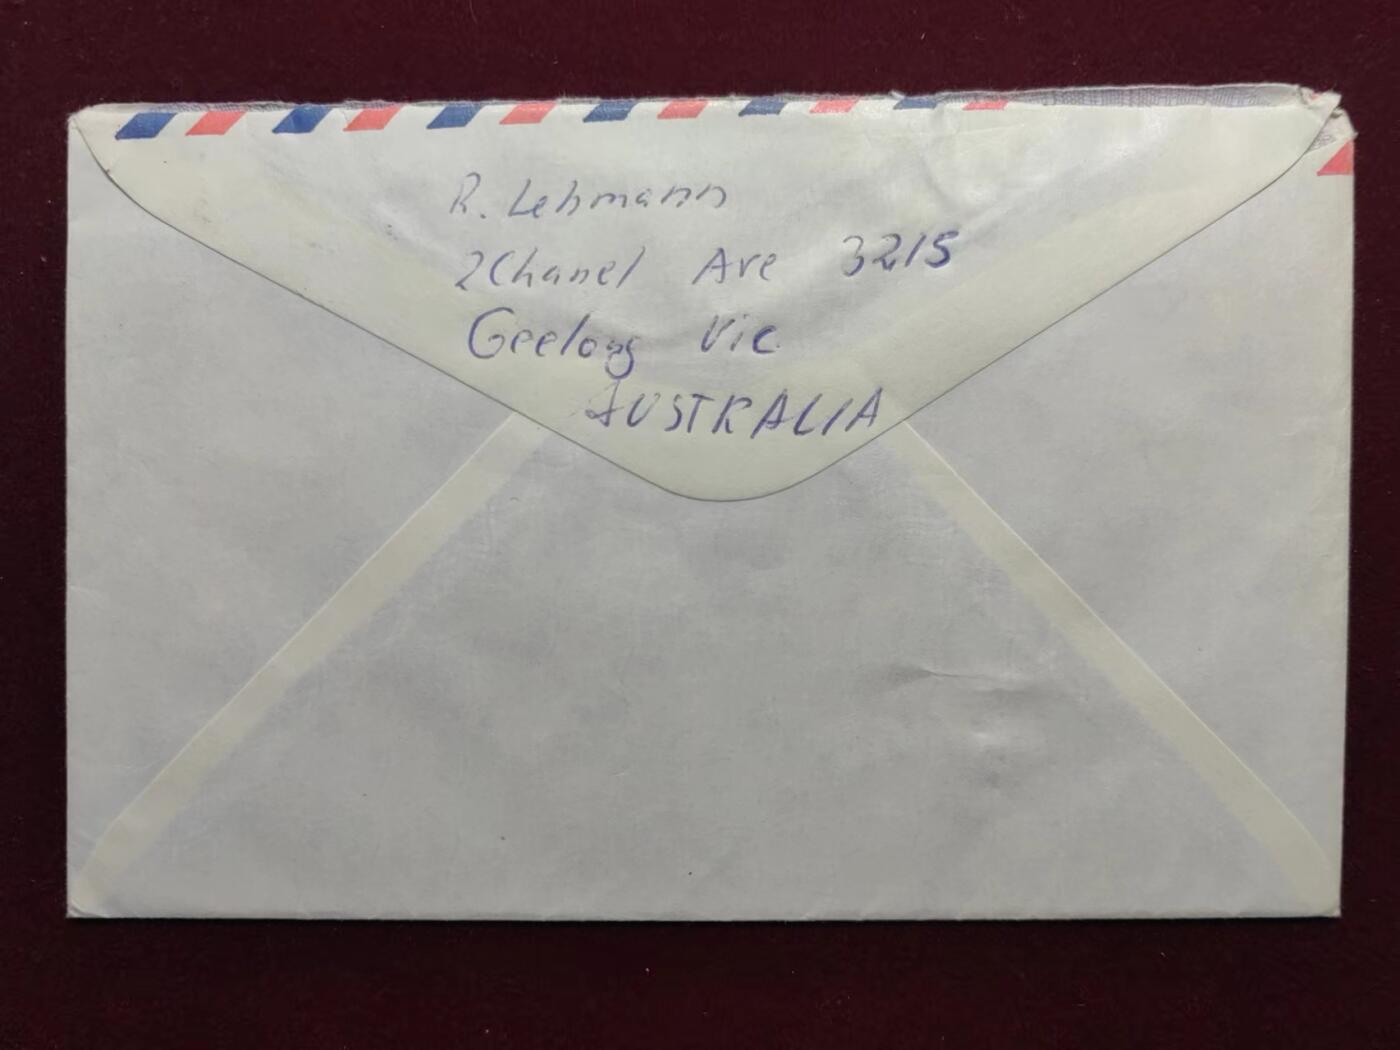 R. Lehmann
2 Chanel Ave 3215
Geelong Vic
AUSTRALIA